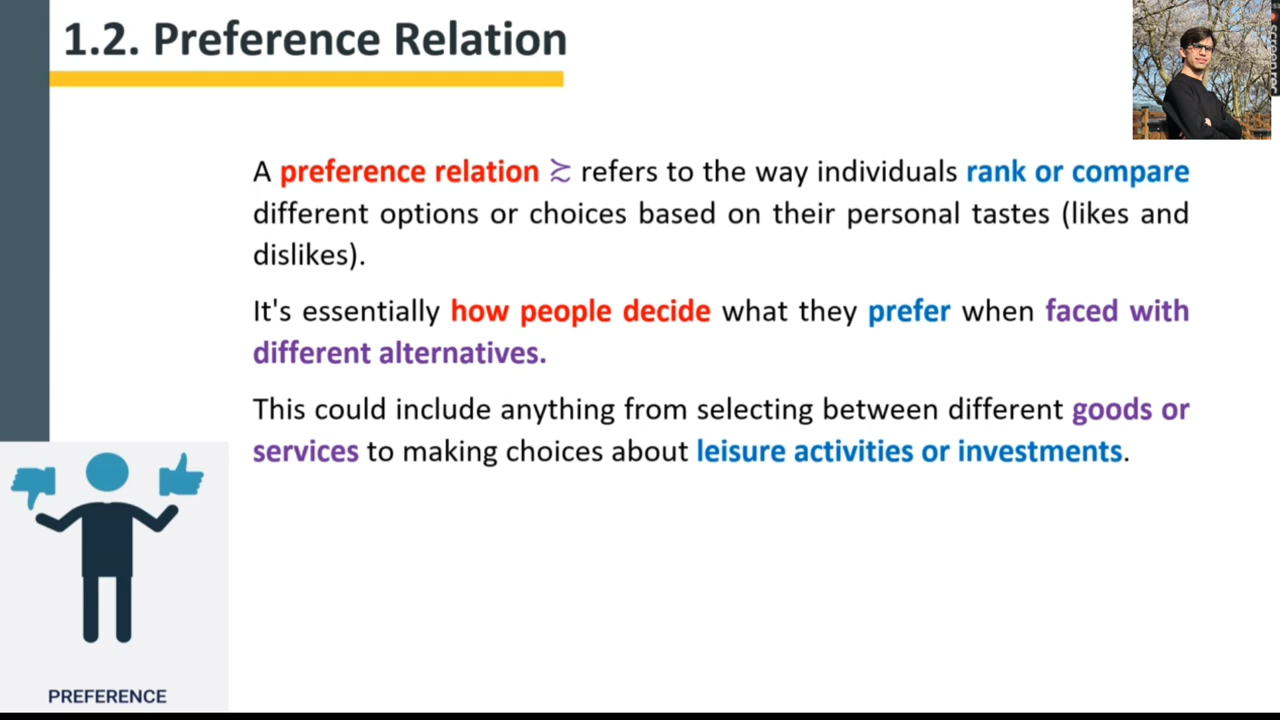 1.2. Preference Relation
A preference relation ≿ refers to the way individuals rank or compare
different options or choices based on their personal tastes (likes and
dislikes).
It's essentially how people decide what they prefer when faced with
different alternatives.
This could include anything from selecting between different goods or
services to making choices about leisure activities or investments.
PREFERENCE